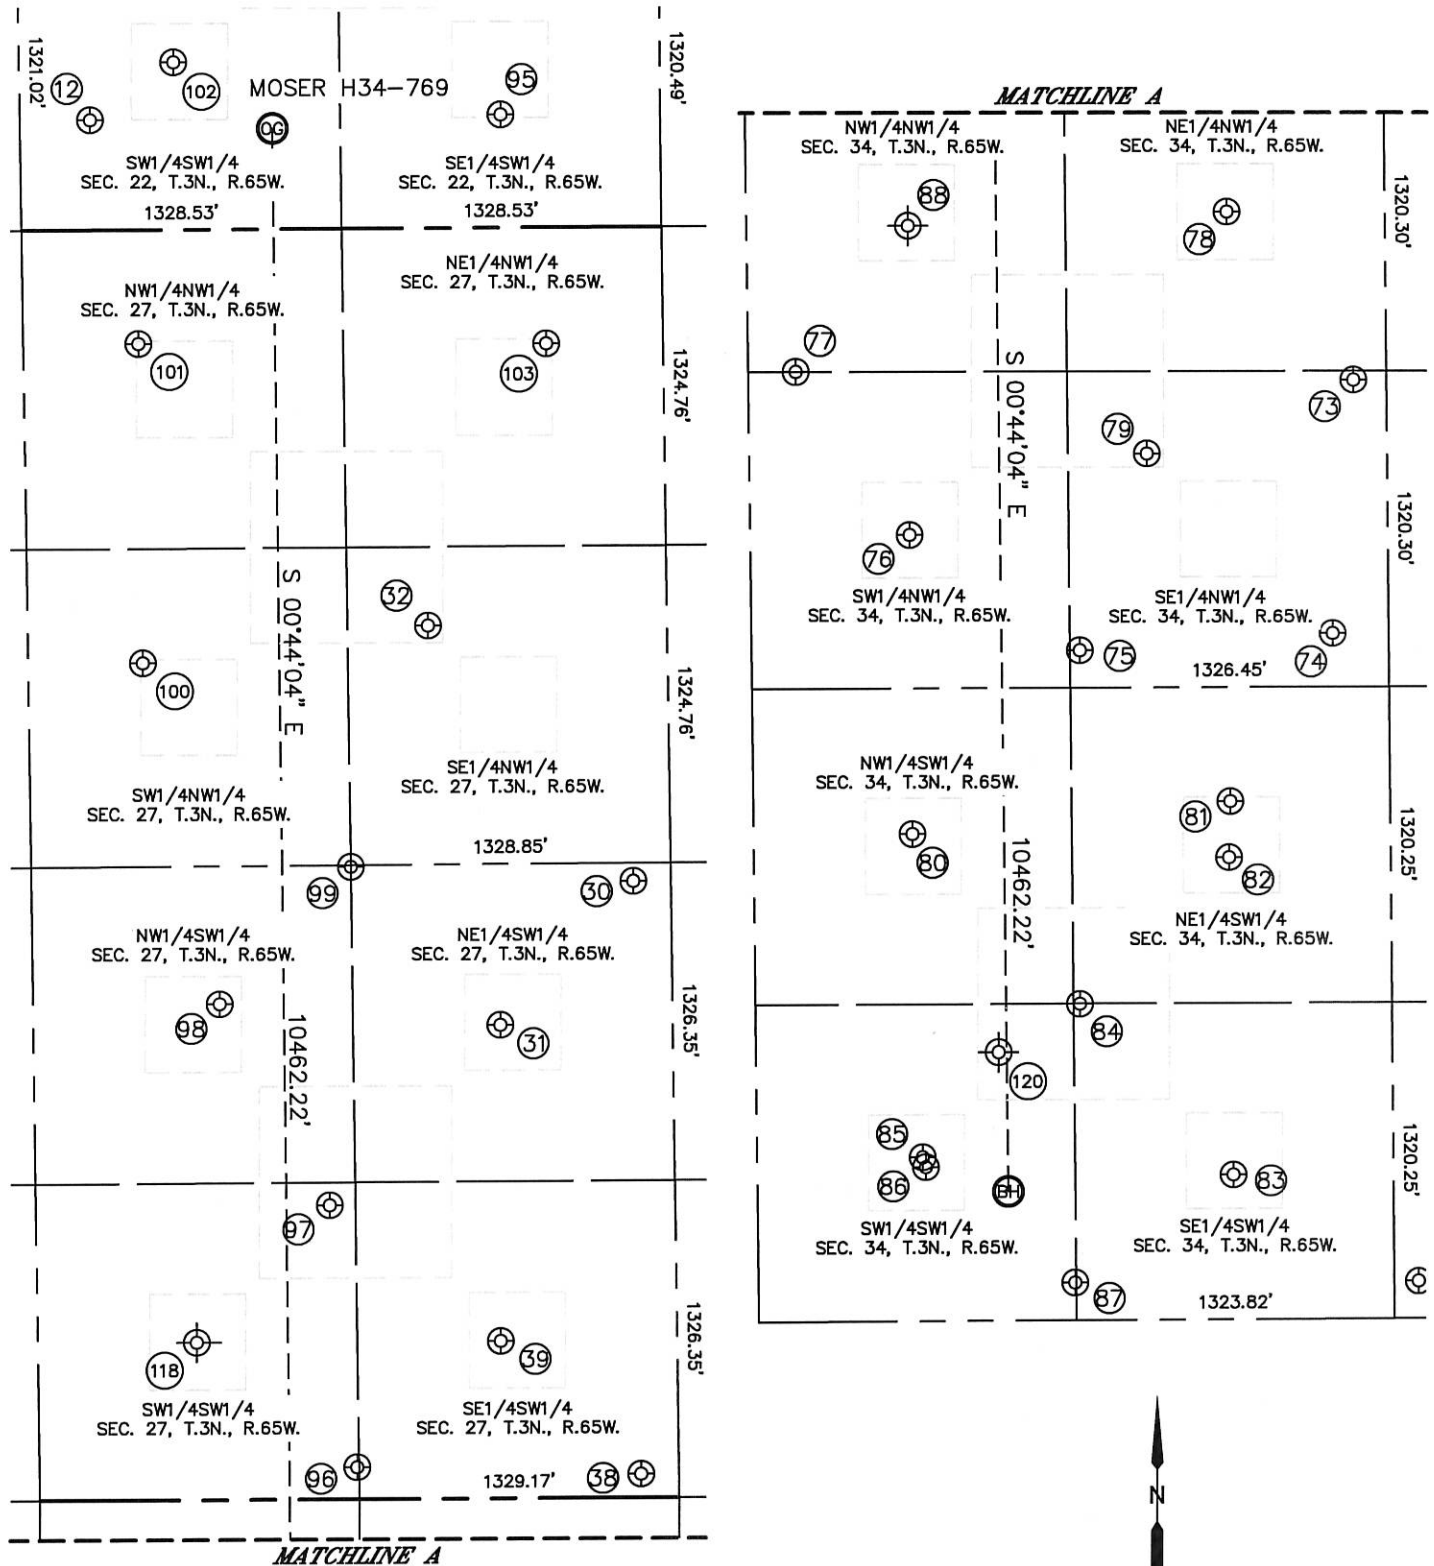 1321.02'
12
102
MOSER H34-769
95
1320.49'
OG
SW1/4SW1/4
SEC. 22, T.3N., R.65W.
SE1/4SW1/4
SEC. 22, T.3N., R.65W.
1328.53'
1328.53'
NW1/4NW1/4
SEC. 27, T.3N., R.65W.
NE1/4NW1/4
SEC. 27, T.3N., R.65W.
101
103
1324.76'
S 00°44'04" E
32
100
1324.76'
SW1/4NW1/4
SEC. 27, T.3N., R.65W.
SE1/4NW1/4
SEC. 27, T.3N., R.65W.
1328.85'
99
30
NW1/4SW1/4
SEC. 27, T.3N., R.65W.
NE1/4SW1/4
SEC. 27, T.3N., R.65W.
98
31
1326.35'
10462.22'
97
118
39
1326.35'
SW1/4SW1/4
SEC. 27, T.3N., R.65W.
SE1/4SW1/4
SEC. 27, T.3N., R.65W.
96
1329.17'
38
MATCHLINE A
MATCHLINE A
NW1/4NW1/4
SEC. 34, T.3N., R.65W.
NE1/4NW1/4
SEC. 34, T.3N., R.65W.
88
78
1320.30'
77
S 00°44'04" E
73
79
76
1320.30'
SW1/4NW1/4
SEC. 34, T.3N., R.65W.
SE1/4NW1/4
SEC. 34, T.3N., R.65W.
75
1326.45'
74
NW1/4SW1/4
SEC. 34, T.3N., R.65W.
81
80
82
1320.25'
10462.22'
NE1/4SW1/4
SEC. 34, T.3N., R.65W.
84
120
85
86
BH
83
1320.25'
SW1/4SW1/4
SEC. 34, T.3N., R.65W.
SE1/4SW1/4
SEC. 34, T.3N., R.65W.
87
1323.82'
N